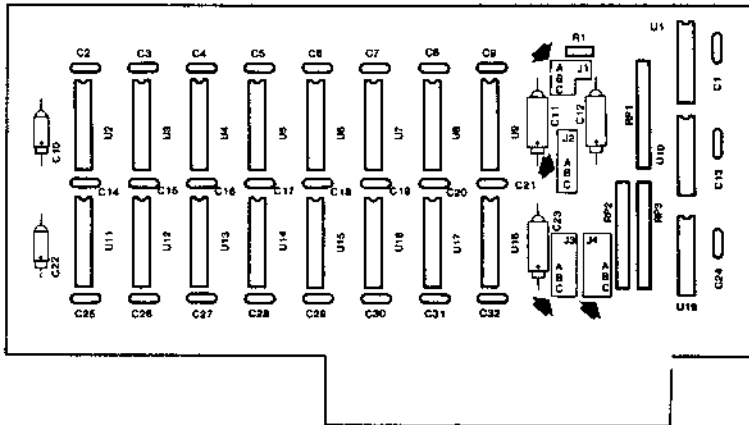 C2 C3 C4 C5 C6 C7 C8 C9 R1 U1
A J1
B
C
C10 U2 U3 U4 U5 U6 U7 U8 U9 C11 C12 RP1 U10 C1
J2
A
B
C
C14 C15 C16 C17 C18 C19 C20 C21 C13
C22 U11 U12 U13 U14 U15 U16 U17 U18 C23 RP2 RP3 C24
J3 J4
A A
B B
C C
C25 C26 C27 C28 C29 C30 C31 C32 U19